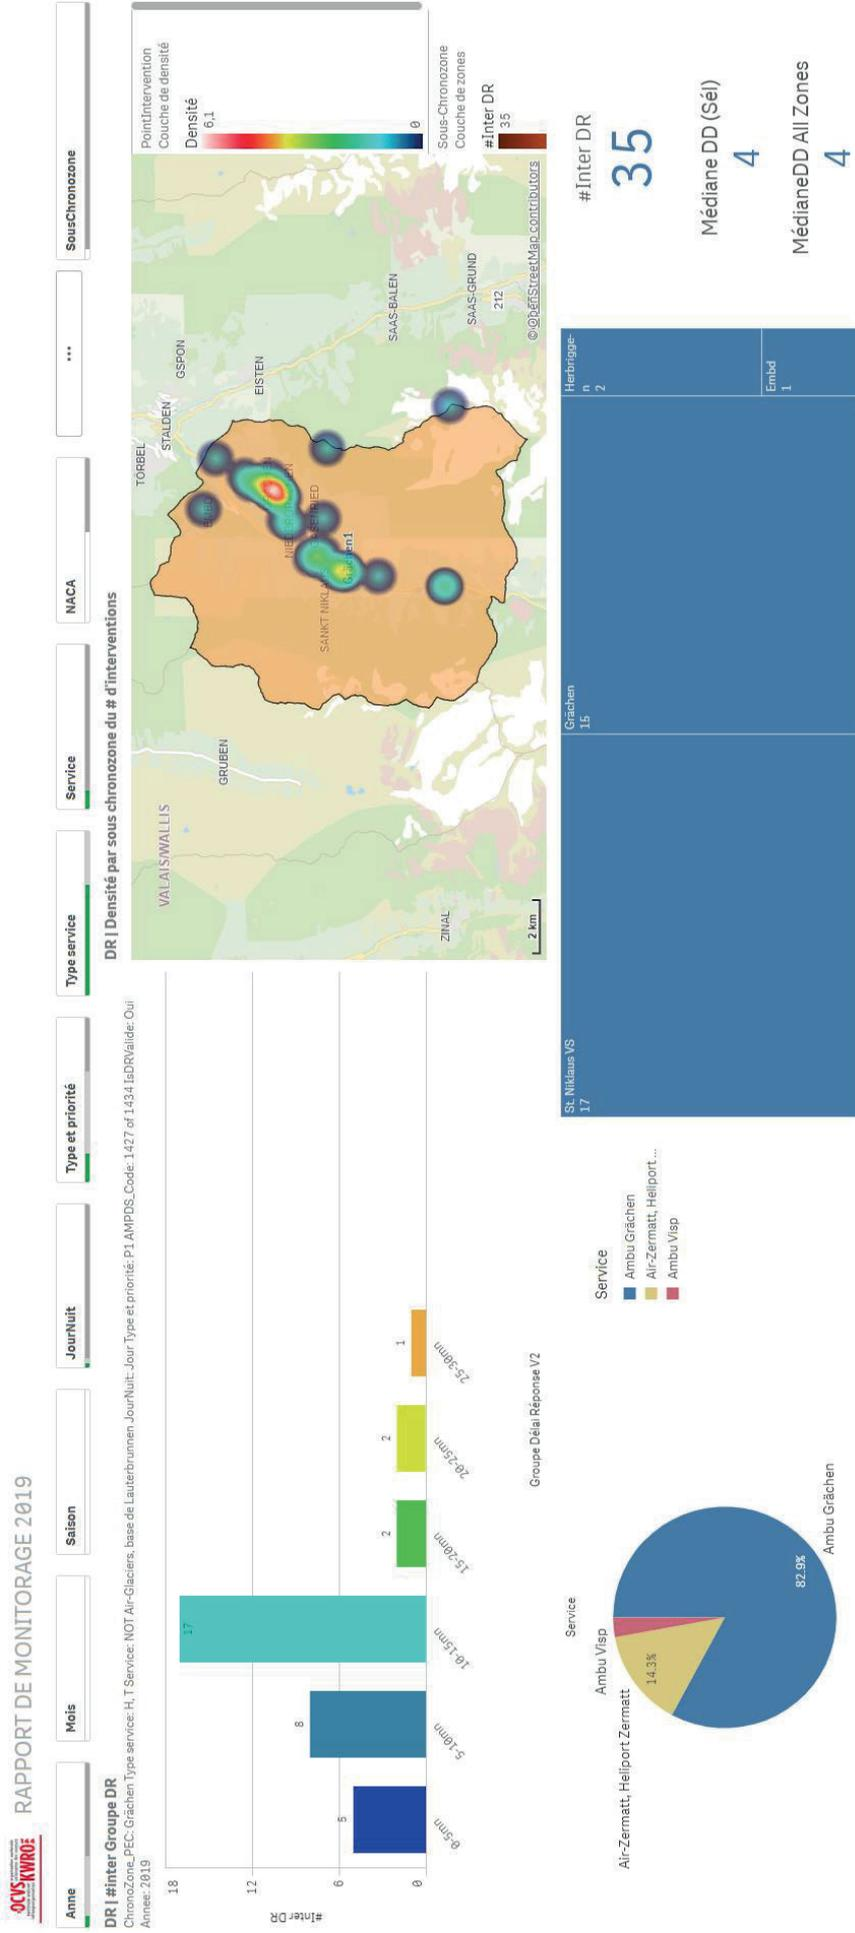 OCVS
KWRO
RAPPORT DE MONITORAGE 2019
Anne
Mois
Saison
JourNuit
Type et priorité
Type service
Service
NACA
...
SousChronozone
DR | #inter Groupe DR
ChronoZone_PEC: Grächen Type service: H, T Service: NOT Air-Glaciers, base de Lauterbrunnen JourNuit: Jour Type et priorité: P1 AMPDS_Code: 1427 of 1434 IsDRValide: Oui
Annee: 2019
#Inter DR
18
12
6
0
5
8
17
2
2
1
0-5mn
5-10mn
10-15mn
15-20mn
20-25mn
25-30mn
Groupe Délai Réponse V2
DR | Densité par sous chronozone du # d'interventions
VALAIS/WALLIS
GRUBEN
ZINAL
TÖRBEL
STALDEN
GSPON
EISTEN
SAAS-BALEN
SAAS-GRUND
212
SANKT NIKLA
Grächen1
2 km
© OpenStreetMap contributors
PointIntervention
Couche de densité
Densité
6,1
0
Sous-Chronozone
Couche de zones
#Inter DR
35
Service
Ambu Visp
Air-Zermatt, Heliport Zermatt
14.3%
82.9%
Ambu Grächen
Service
Ambu Grächen
Air-Zermatt, Heliport ...
Ambu Visp
St. Niklaus VS
17
Grächen
15
Herbrigge-
n
2
Embd
1
#Inter DR
35
Médiane DD (Sél)
4
MédianeDD All Zones
4